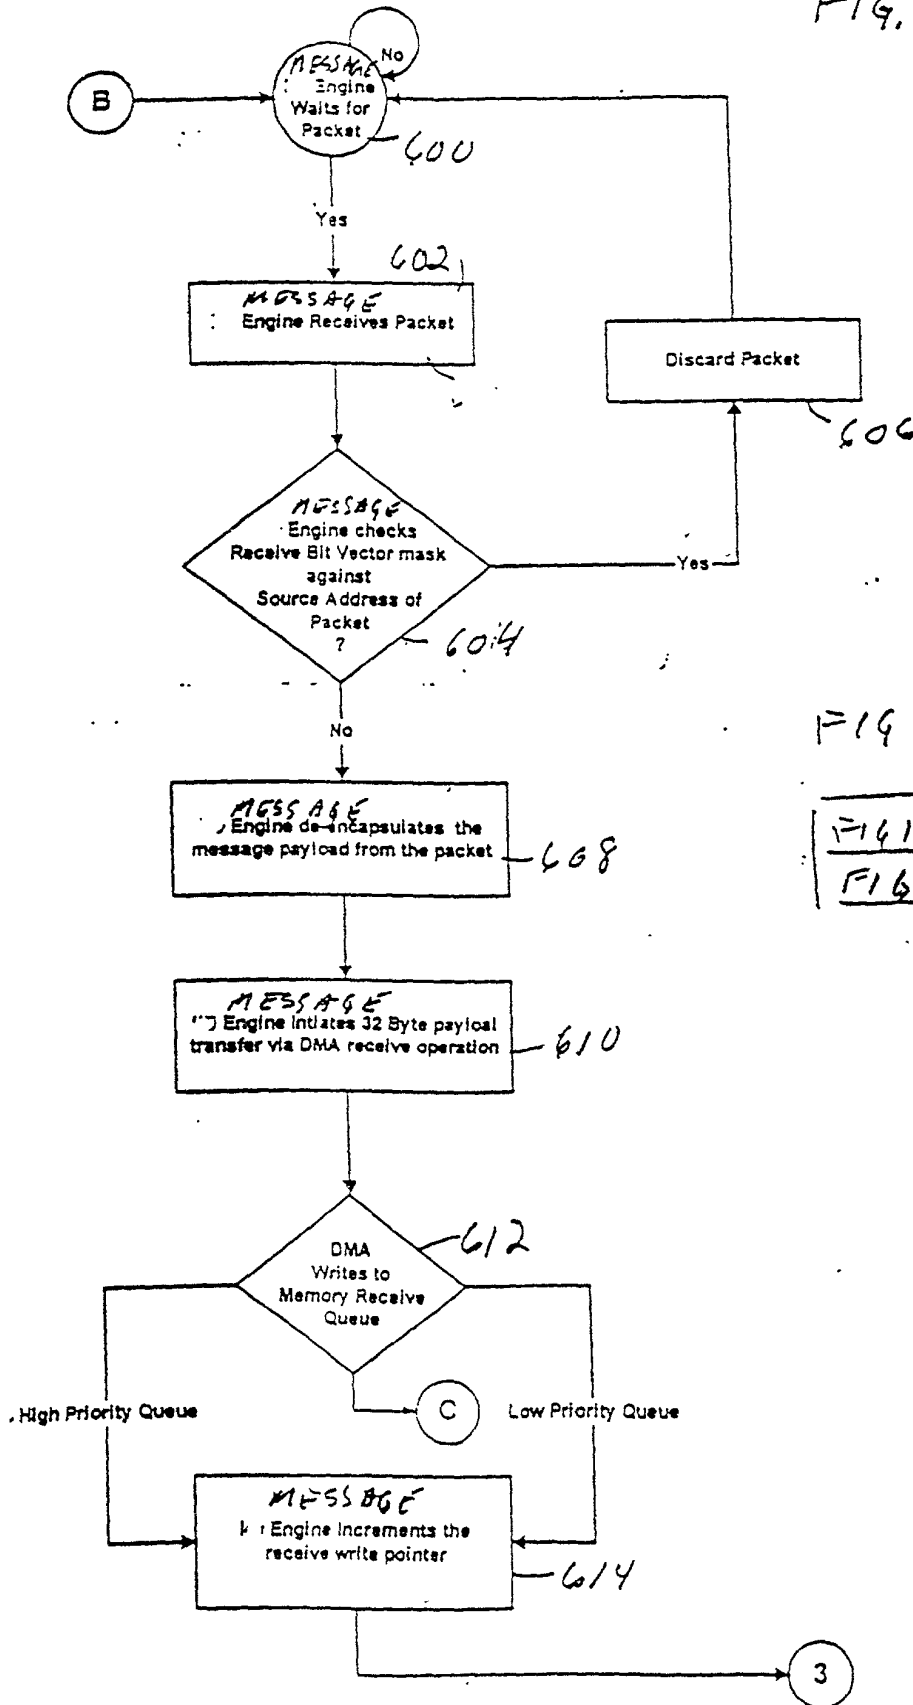 FIG.
No
B
MESSAGE
Engine
Waits for
Packet
600
Yes
602
MESSAGE
Engine Receives Packet
Discard Packet
606
MESSAGE
Engine checks
Receive Bit Vector mask
against
Source Address of
Packet
?
604
Yes
No
FIG
MESSAGE
Engine de-encapsulates the
message payload from the packet
608
FIG 1
FIG
MESSAGE
Engine Intiates 32 Byte payload
transfer via DMA receive operation
610
612
DMA
Writes to
Memory Receive
Queue
High Priority Queue
C
Low Priority Queue
MESSAGE
Engine Increments the
receive write pointer
614
3